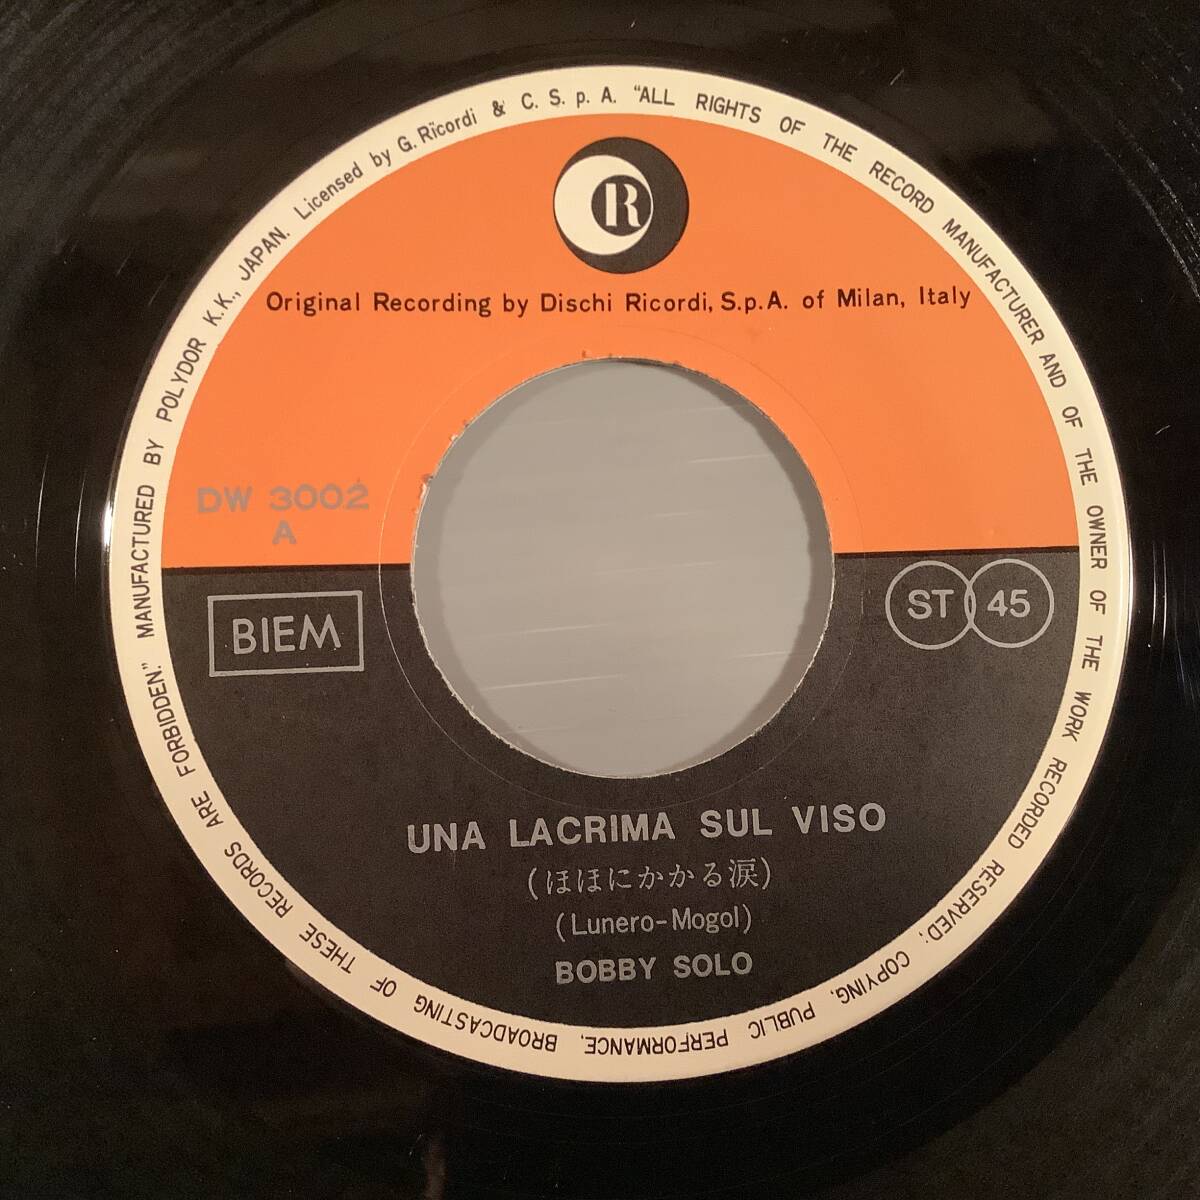 MANUFACTURED BY POLYDOR K.K., JAPAN. Licensed by G. Ricordi & C. S. p. A. "ALL RIGHTS OF THE RECORD MANUFACTURER AND OF THE OWNER OF THE WORK RECORDED RESERVED; COPYING, PUBLIC PERFORMANCE, BROADCASTING OF THESE RECORDS ARE FORBIDDEN."
R
Original Recording by Dischi Ricordi, S.p.A. of Milan, Italy
DW 3002
A
BIEM
ST 45
UNA LACRIMA SUL VISO
(ほほにかかる涙)
(Lunero-Mogol)
BOBBY SOLO